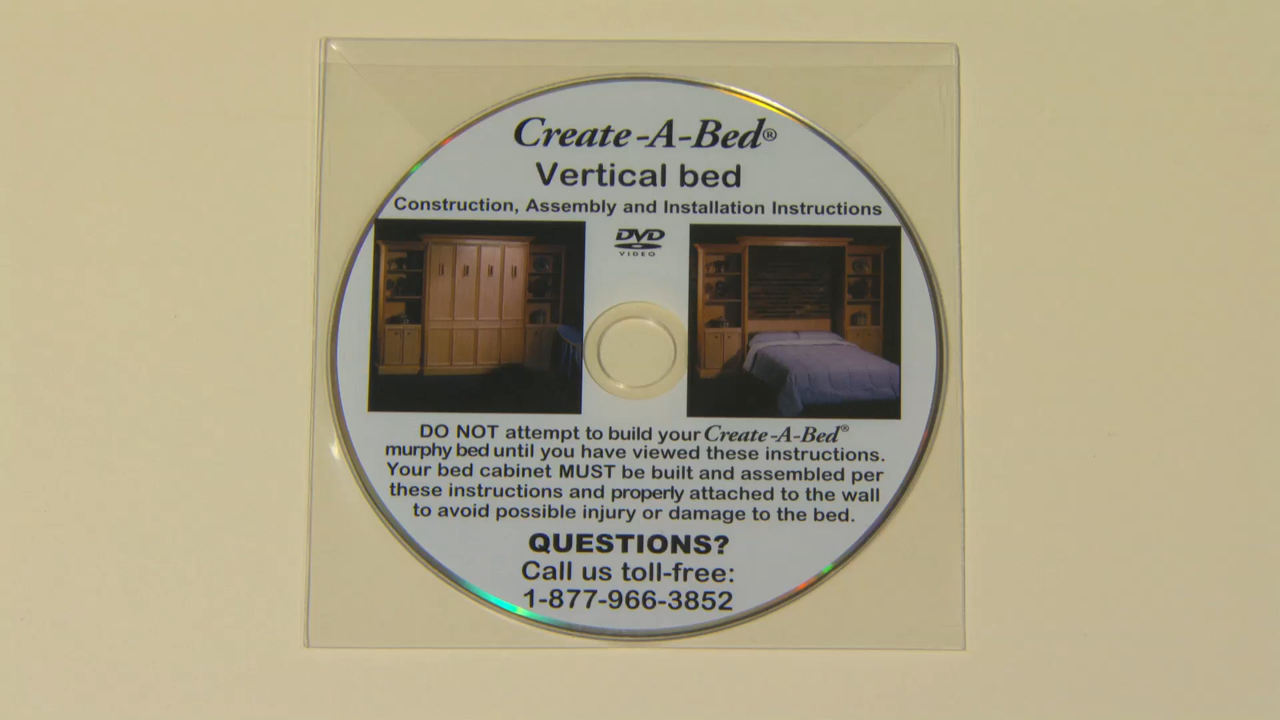 Create-A-Bed®
Vertical bed
Construction, Assembly and Installation Instructions
DVD
VIDEO
DO NOT attempt to build your Create-A-Bed®
murphy bed until you have viewed these instructions.
Your bed cabinet MUST be built and assembled per
these instructions and properly attached to the wall
to avoid possible injury or damage to the bed.
QUESTIONS?
Call us toll-free:
1-877-966-3852